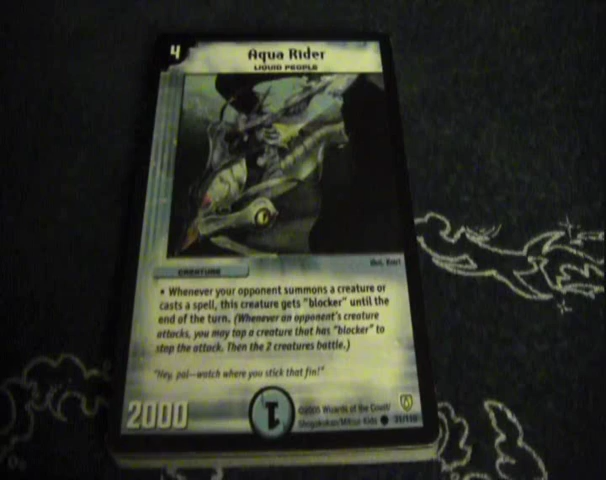 4
Aqua Rider
LIQUID PEOPLE
illus. Kou1
CREATURE
• Whenever your opponent summons a creature or
casts a spell, this creature gets "blocker" until the
end of the turn. (Whenever an opponent's creature
attacks, you may tap a creature that has "blocker" to
stop the attack. Then the 2 creatures battle.)
"Hey, pal—watch where you stick that fin!"
2000
1
Wizards of the Coast/
Shogakukan/Mitsui-Kids
/110